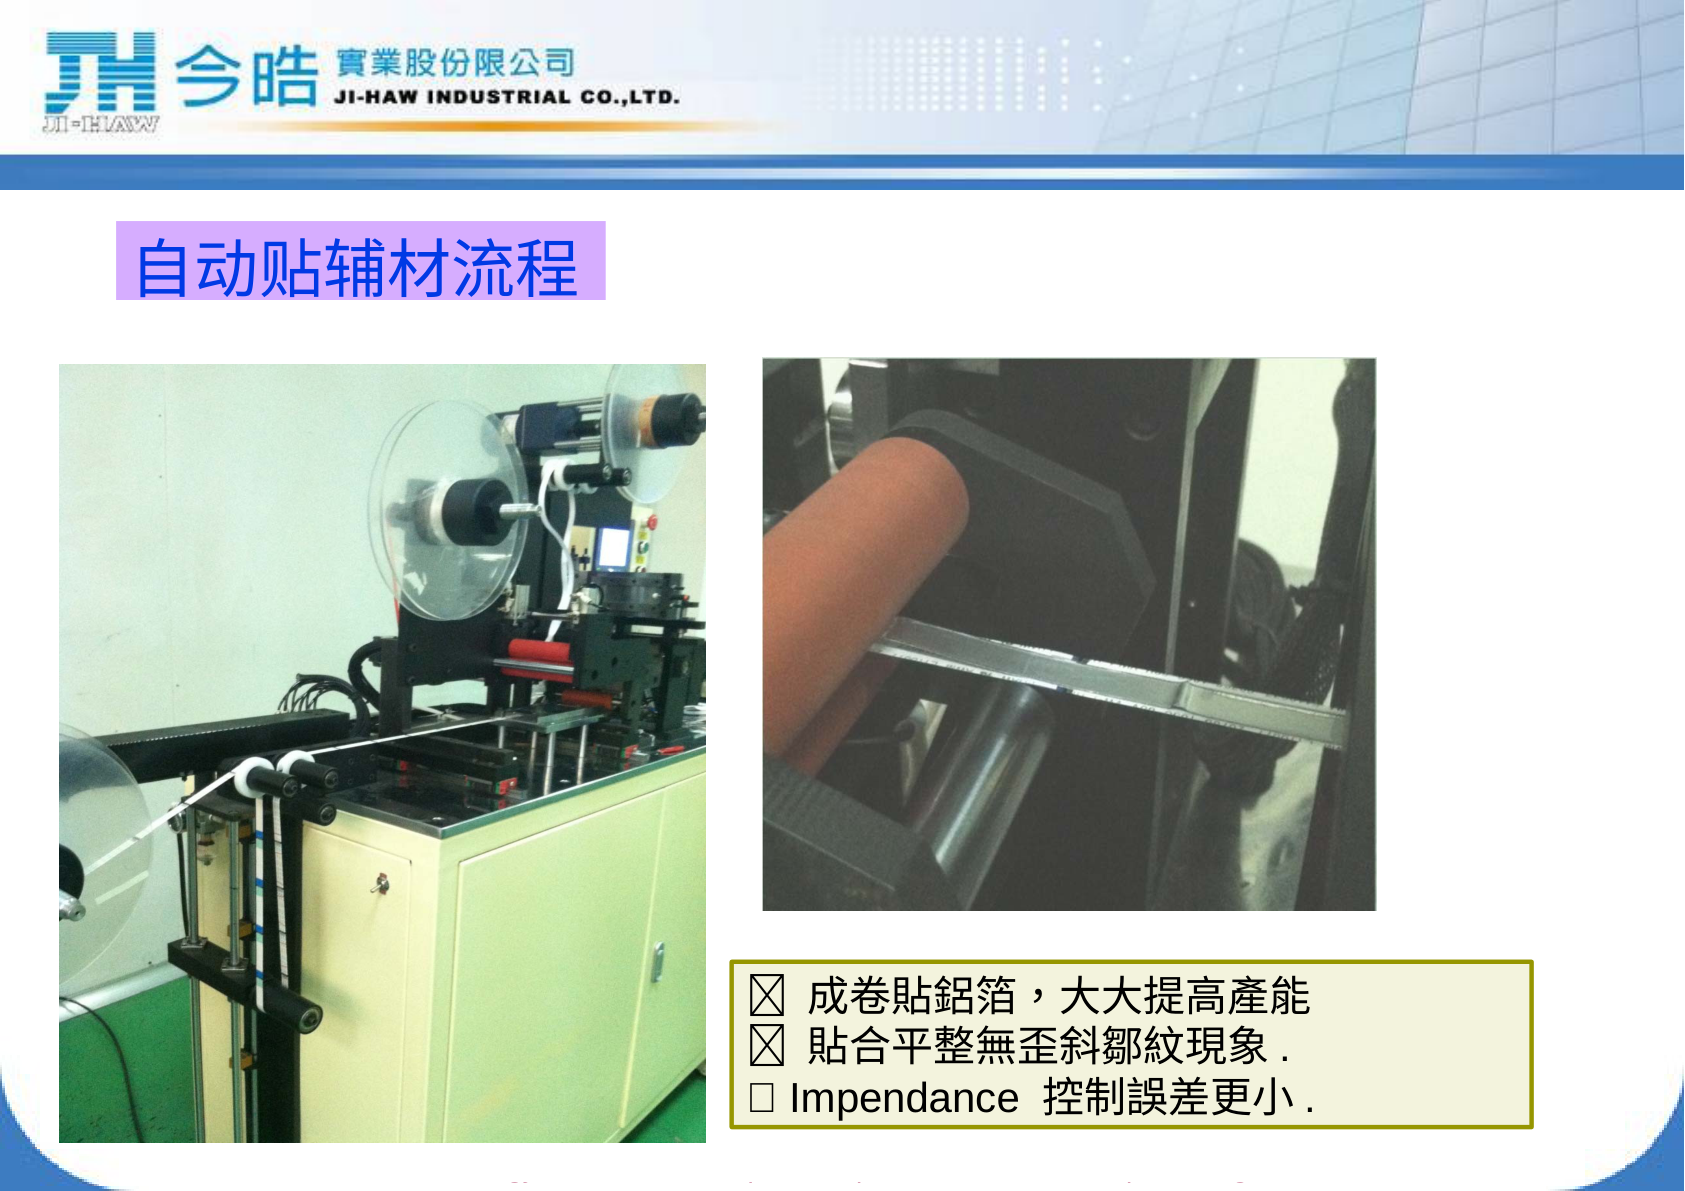 JH 今皓 實業股份限公司
JI-HAW INDUSTRIAL CO.,LTD.
JI-HAW
自动贴辅材流程
成卷貼鋁箔，大大提高產能
貼合平整無歪斜鄒紋現象 .
Impendance 控制誤差更小 .